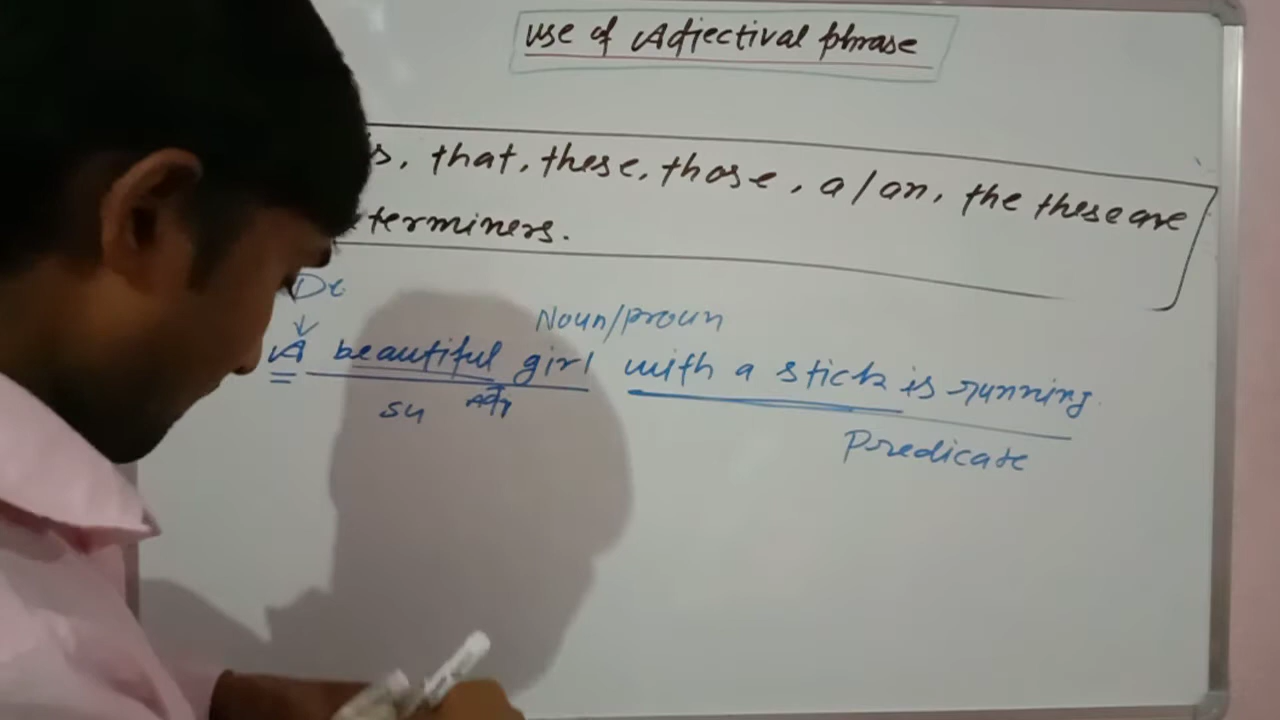 use of Adjectival phrase
s, that, these, those, a/an, the these are
terminers.
De
Noun/proun
A beautiful girl with a stick is running.
Su Adj
Predicate